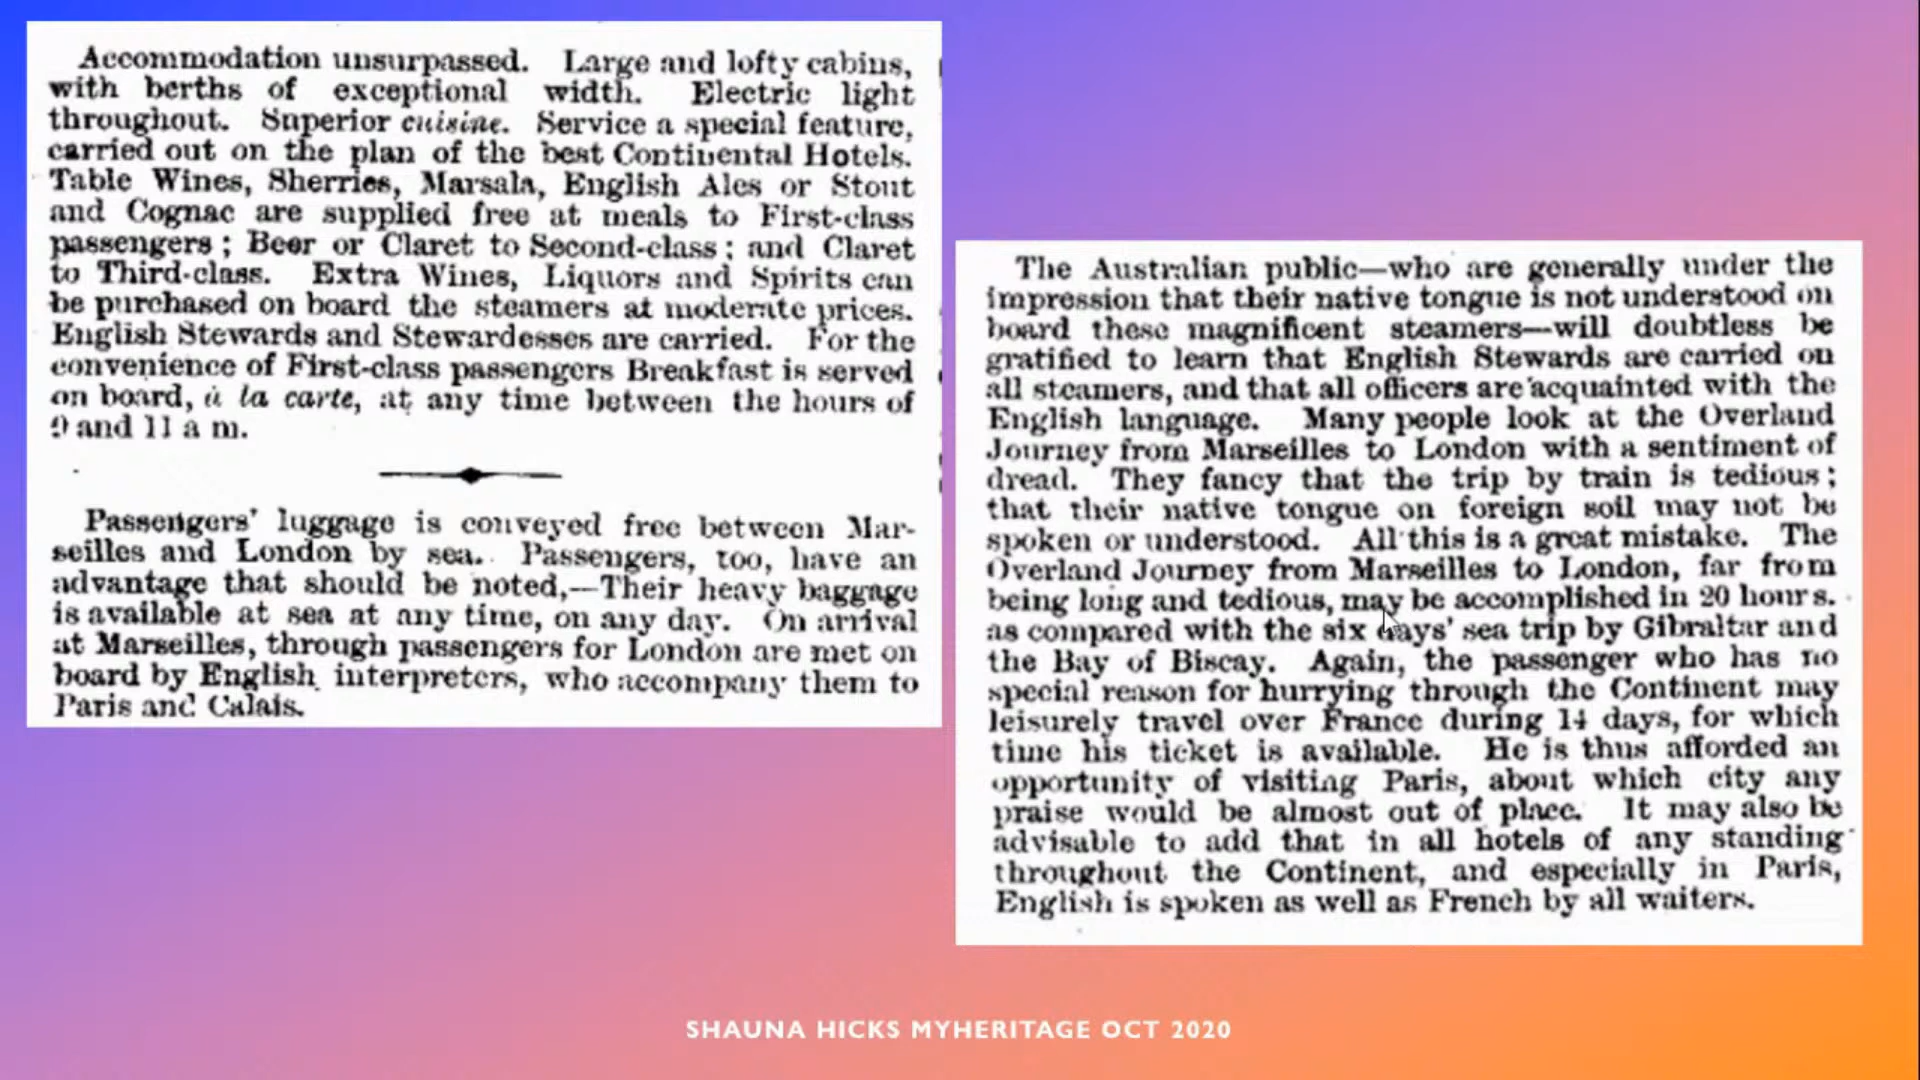 Accommodation unsurpassed. Large and lofty cabins,
with berths of exceptional width. Electric light
throughout. Superior cuisine. Service a special feature,
carried out on the plan of the best Continental Hotels.
Table Wines, Sherries, Marsala, English Ales or Stout
and Cognac are supplied free at meals to First-class
passengers; Beer or Claret to Second-class; and Claret
to Third-class. Extra Wines, Liquors and Spirits can
be purchased on board the steamers at moderate prices.
English Stewards and Stewardesses are carried. For the
convenience of First-class passengers Breakfast is served
on board, à la carte, at any time between the hours of
9 and 11 a m.
Passengers' luggage is conveyed free between Mar-
seilles and London by sea. Passengers, too, have an
advantage that should be noted,—Their heavy baggage
is available at sea at any time, on any day. On arrival
at Marseilles, through passengers for London are met on
board by English interpreters, who accompany them to
Paris and Calais.
The Australian public—who are generally under the
impression that their native tongue is not understood on
board these magnificent steamers—will doubtless be
gratified to learn that English Stewards are carried on
all steamers, and that all officers are acquainted with the
English language. Many people look at the Overland
Journey from Marseilles to London with a sentiment of
dread. They fancy that the trip by train is tedious;
that their native tongue on foreign soil may not be
spoken or understood. All this is a great mistake. The
Overland Journey from Marseilles to London, far from
being long and tedious, may be accomplished in 20 hours.
as compared with the six days' sea trip by Gibraltar and
the Bay of Biscay. Again, the passenger who has no
special reason for hurrying through the Continent may
leisurely travel over France during 14 days, for which
time his ticket is available. He is thus afforded an
opportunity of visiting Paris, about which city any
praise would be almost out of place. It may also be
advisable to add that in all hotels of any standing
throughout the Continent, and especially in Paris,
English is spoken as well as French by all waiters.
SHAUNA HICKS MYHERITAGE OCT 2020